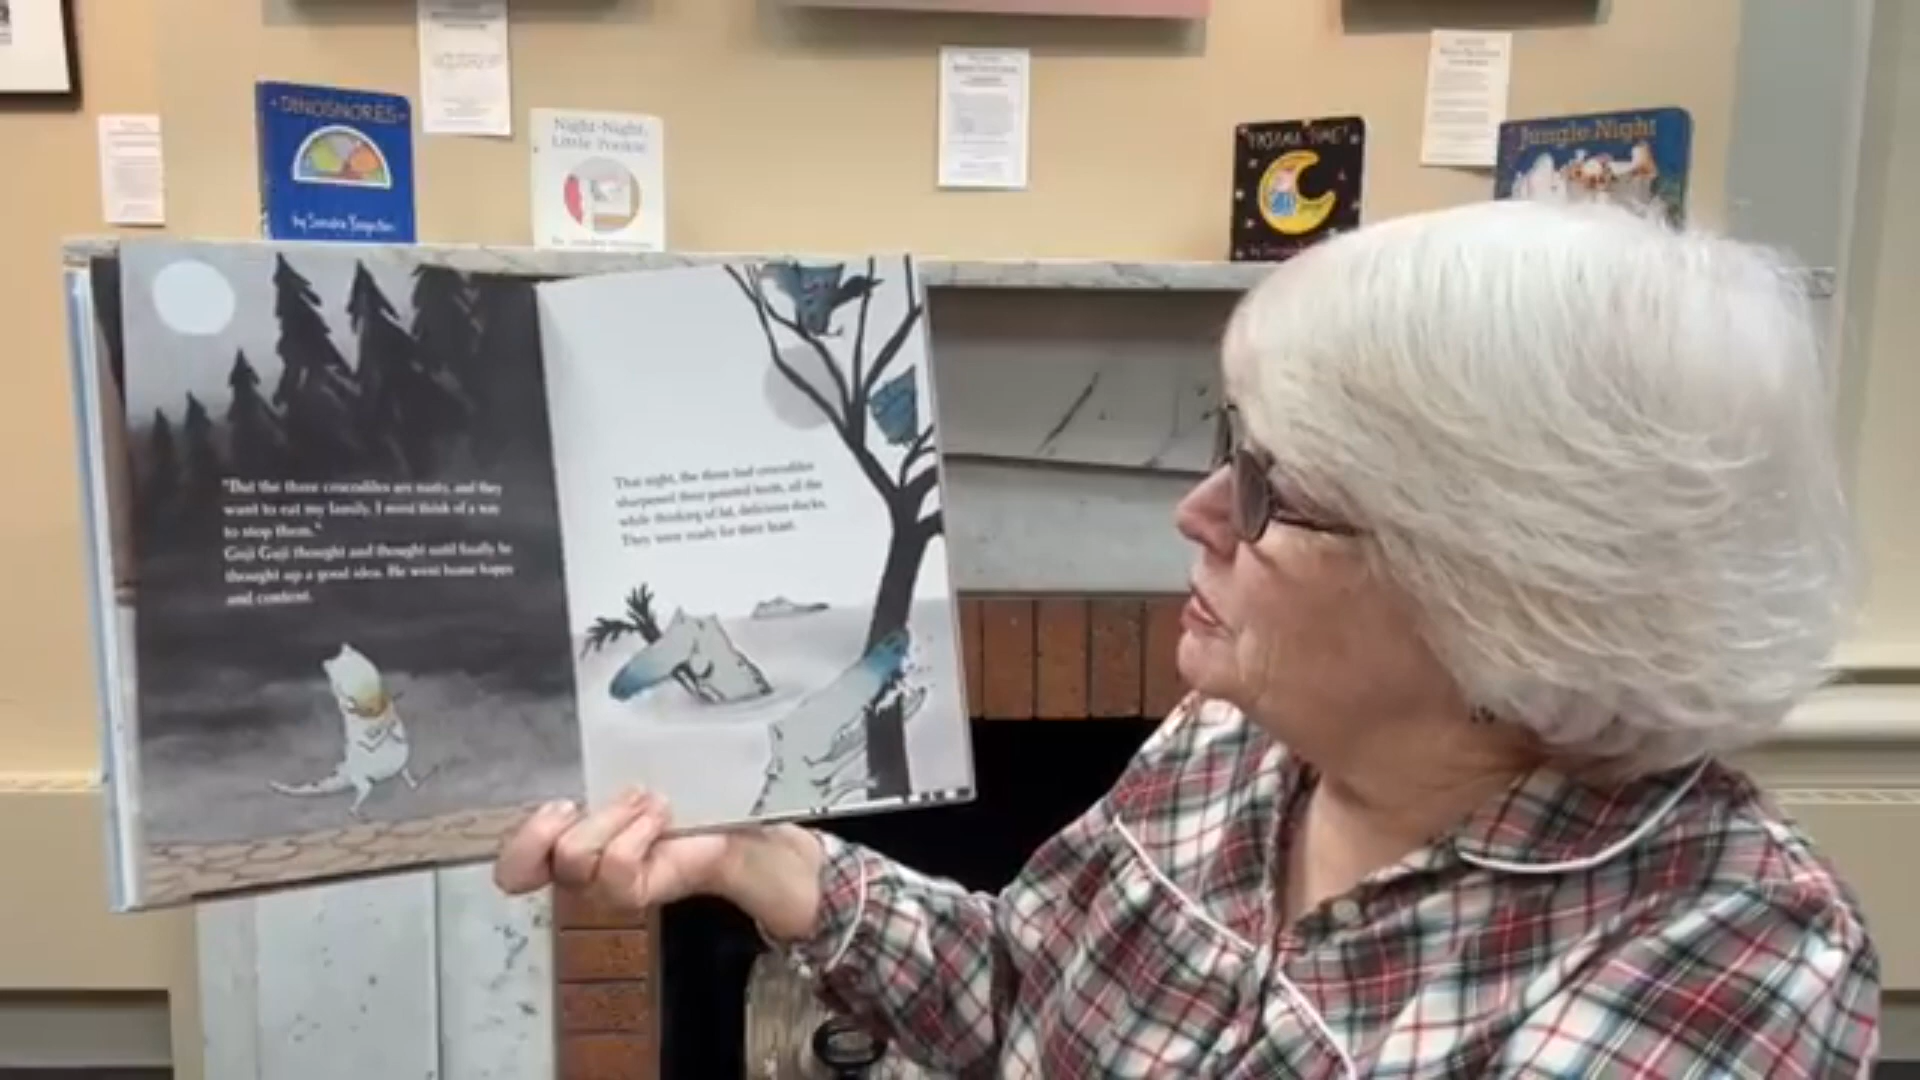 DINOSNORES
by Sandra Boynton
Night-Night,
Little Pookie
PAJAMA TIME!
Jungle Night
"But the three crocodiles are nasty, and they
want to eat my family. I must think of a way
to stop them."
Guji Guji thought and thought until finally he
thought up a good idea. He went home happy
and content.
That night, the three bad crocodiles
sharpened their pointed teeth, all the
while thinking of fat, delicious ducks.
They were ready for their feast.